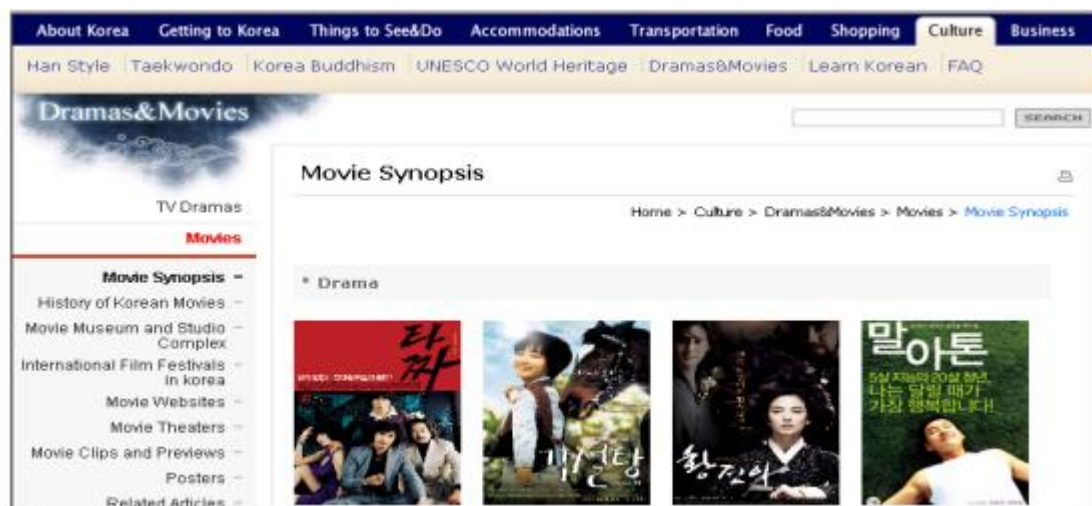 About Korea Getting to Korea Things to See&Do Accommodations Transportation Food Shopping Culture Business
Han Style Taekwondo Korea Buddhism UNESCO World Heritage Dramas&Movies Learn Korean FAQ
Dramas&Movies
SEARCH
Movie Synopsis
TV Dramas
Home > Culture > Dramas&Movies > Movies > Movie Synopsis
Movies
Movie Synopsis
* Drama
History of Korean Movies
Movie Museum and Studio
Complex
International Film Festivals
in korea
Movie Websites
Movie Theaters
Movie Clips and Previews
Posters
Related Articles
타짜
황진이
말아톤
5살 지능의 20살 청년
나는 달릴 때가
가장 행복합니다!